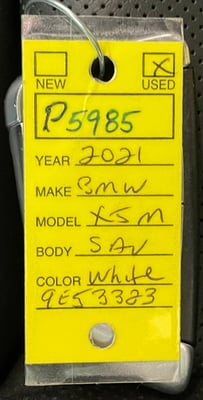 X
NEW USED
P5985
YEAR 2021
MAKE BMW
MODEL X5M
BODY SAV
COLOR White
9E53323